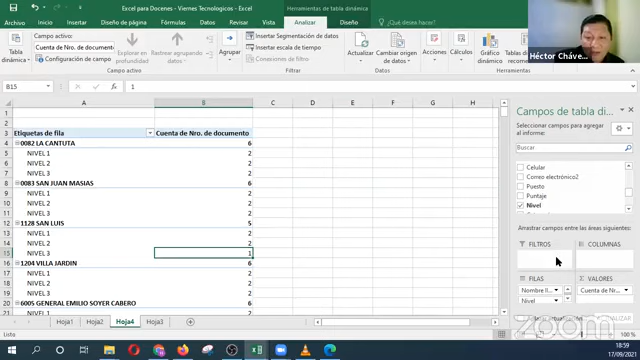 Excel para Docenes - Viernes Tecnologicos - Excel
Herramientas de tabla dinámica
Archivo Inicio Insertar Disposición de página Fórmulas Datos Revisar Vista Analizar Diseño ¿Qué desea hacer?
Tabla dinámica
Campo activo:
Cuenta de Nro. de documento
Configuración de campo
Campo activo
Agrupar
Insertar Segmentación de datos
Insertar escala de tiempo
Conexiones de filtro
Filtrar
Actualizar
Acciones
Cálculos
Gráfico dinámico
Herramientas
Héctor Cháve...
B15
1
A B C D E F G H
1
2
3 Etiquetas de fila Cuenta de Nro. de documento
4 0082 LA CANTUTA 6
5 NIVEL 1 2
6 NIVEL 2 2
7 NIVEL 3 2
8 0083 SAN JUAN MASIAS 6
9 NIVEL 1 2
10 NIVEL 2 2
11 NIVEL 3 2
12 1128 SAN LUIS 5
13 NIVEL 1 2
14 NIVEL 2 2
15 NIVEL 3 1
16 1204 VILLA JARDIN 6
17 NIVEL 1 2
18 NIVEL 2 2
19 NIVEL 3 2
20 6005 GENERAL EMILIO SOYER CABERO 6
21 NIVEL 1 2
Campos de tabla di...
Seleccionar campos para agregar al informe:
Buscar
Celular
Correo electrónico2
Puesto
Puntaje
Nivel
Arrastrar campos entre las áreas siguientes:
FILTROS
COLUMNAS
FILAS
VALORES
Nombre II...
Nivel
Cuenta de Nr...
Hoja1 Hoja2 Hoja4 Hoja3
Listo
100 %
zoom
18:59
17/09/2021